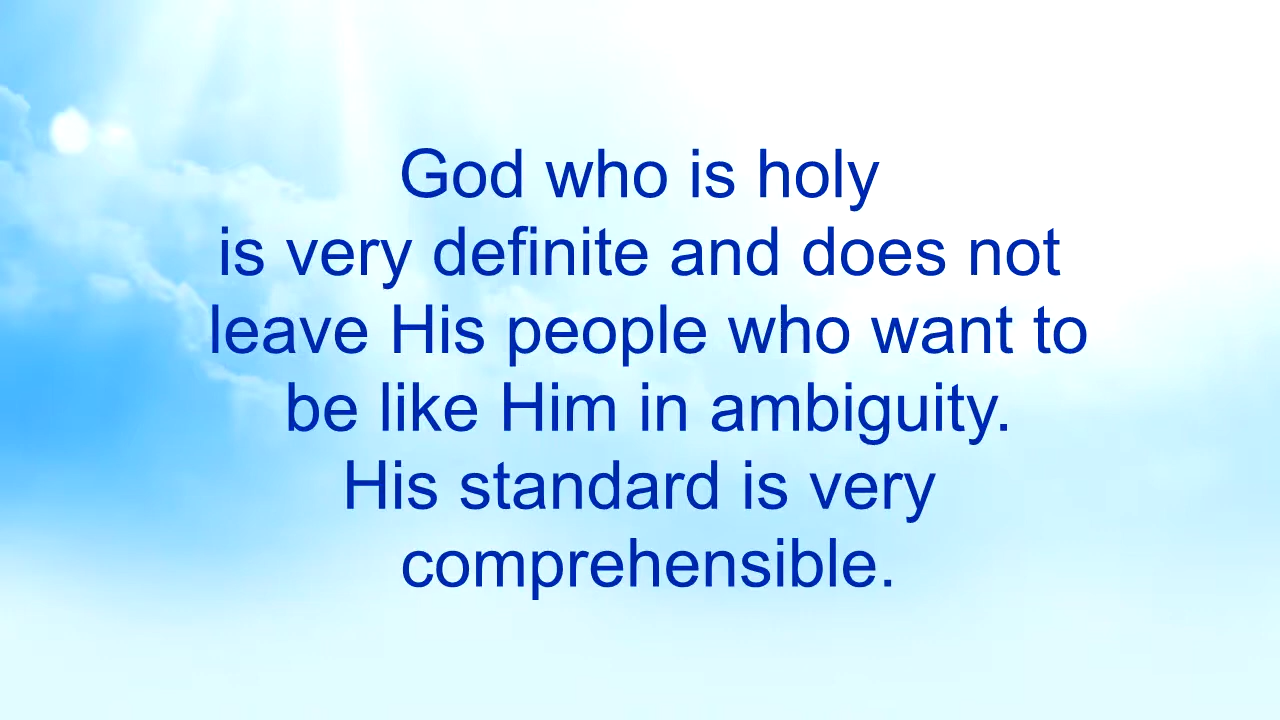 God who is holy
is very definite and does not
leave His people who want to
be like Him in ambiguity.
His standard is very
comprehensible.